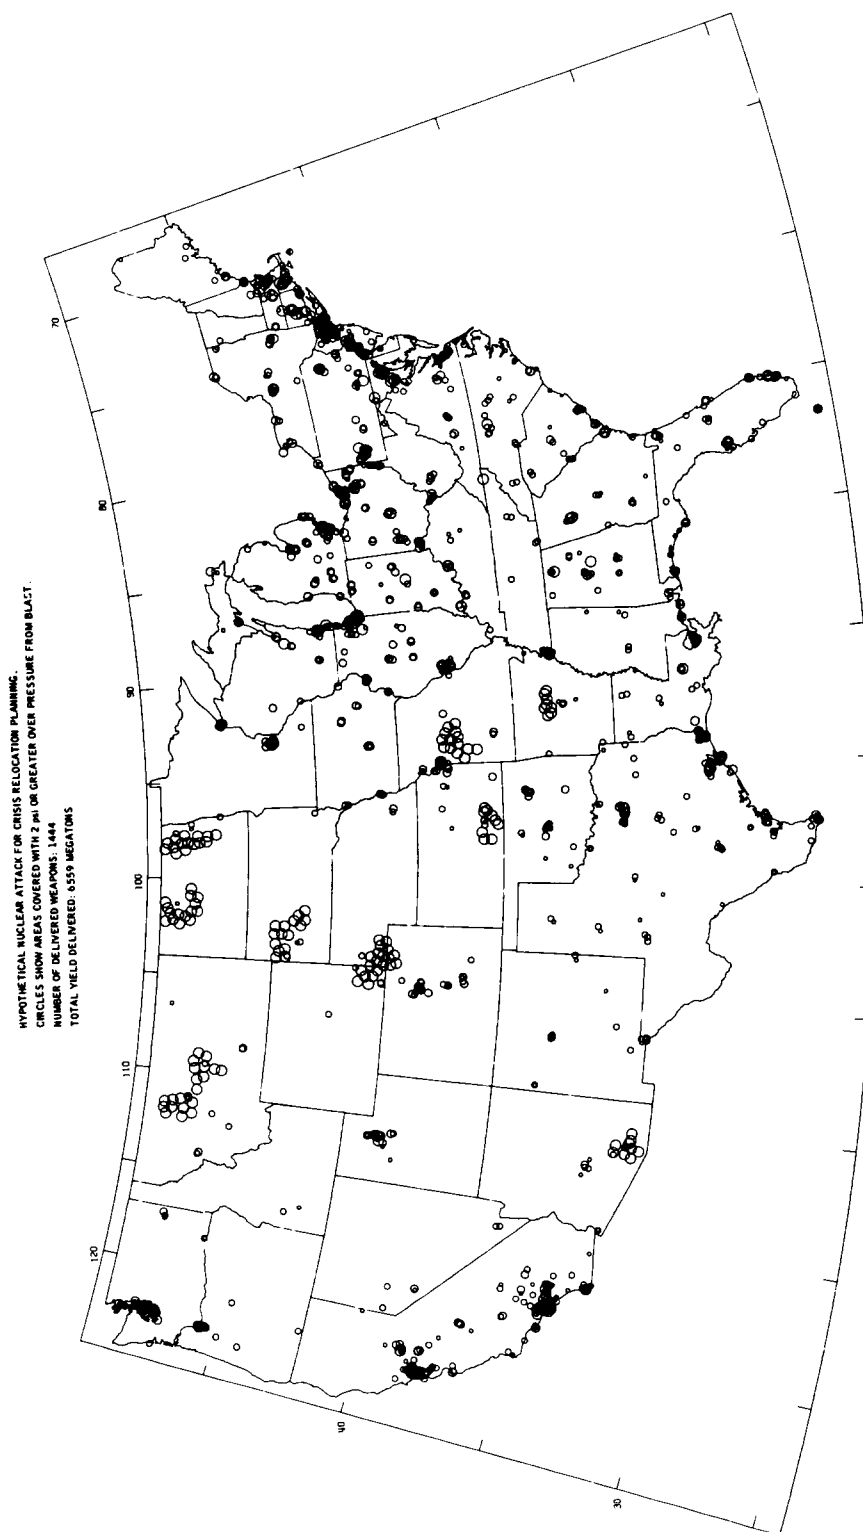 HYPOTHETICAL NUCLEAR ATTACK FOR CRISIS RELOCATION PLANNING.
CIRCLES SHOW AREAS COVERED WITH 2 psi OR GREATER OVER PRESSURE FROM BLAST.
NUMBER OF DELIVERED WEAPONS: 1444
TOTAL YIELD DELIVERED: 6559 MEGATONS
120
110
100
90
80
70
40
30